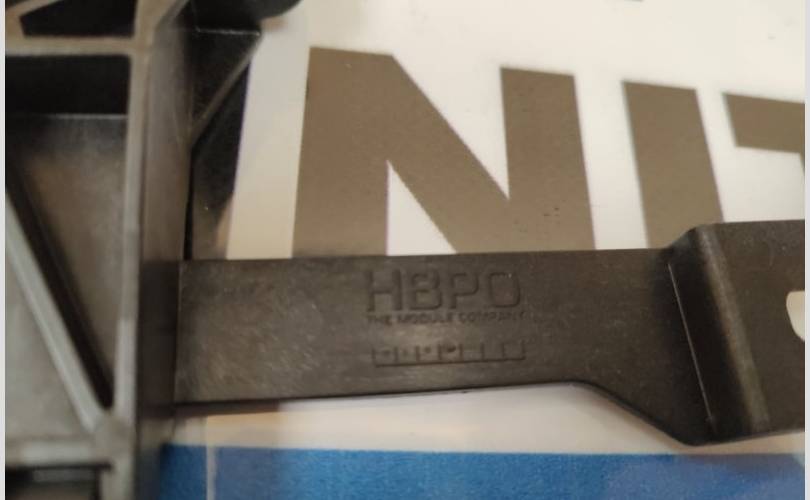 NIT
HBPO
THE MODULE COMPANY